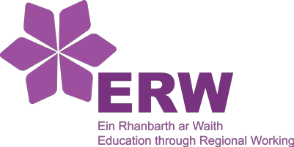 ERW
Ein Rhanbarth ar Waith
Education through Regional Working